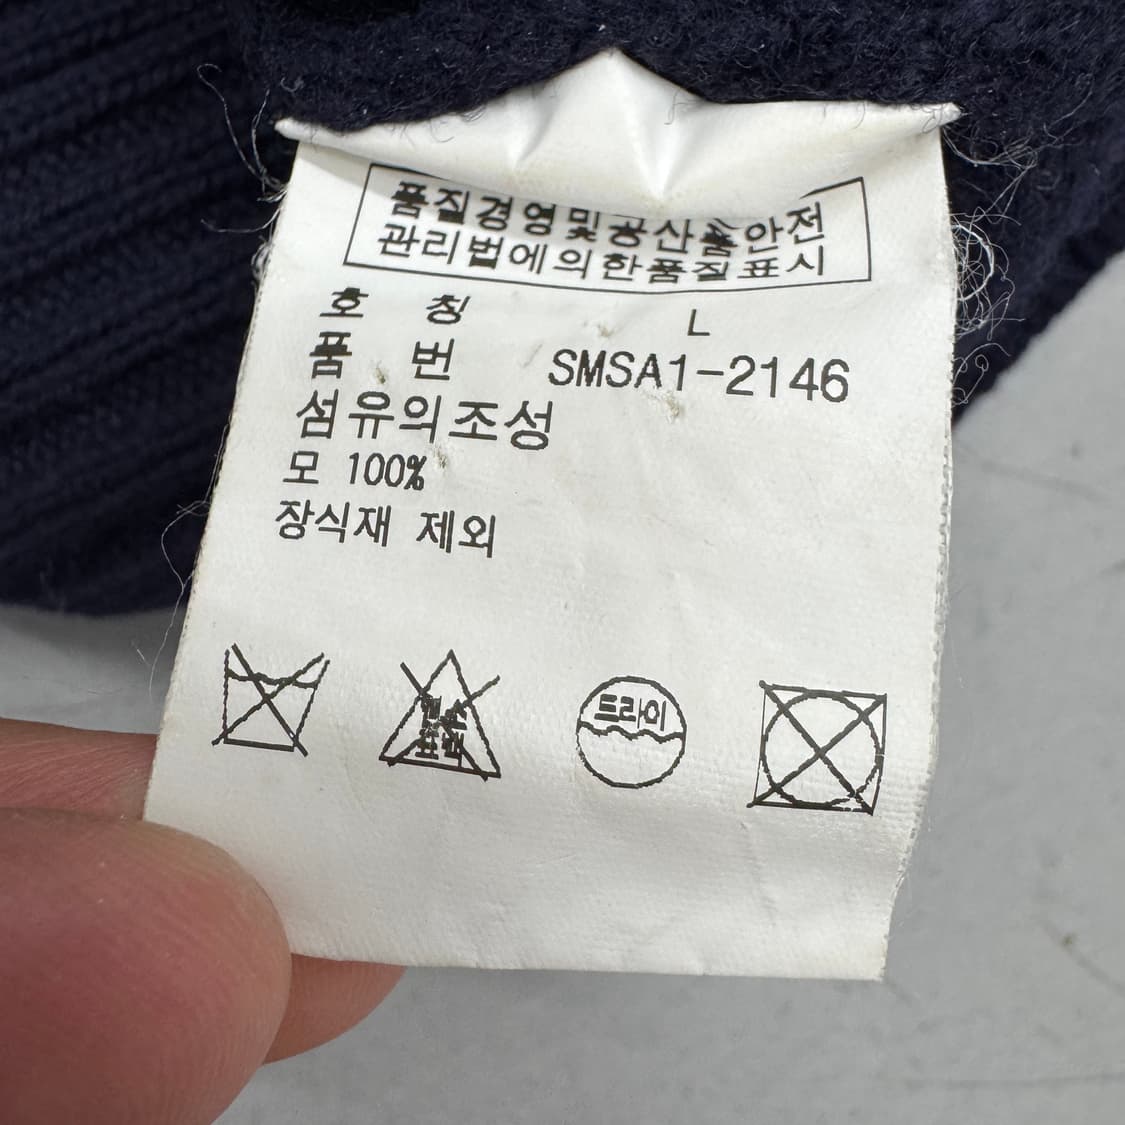 품질경영및공산품안전
관리법에의한품질표시
호 칭 L
품 번 SMSA1-2146
섬유의조성
모 100%
장식재 제외
드라이